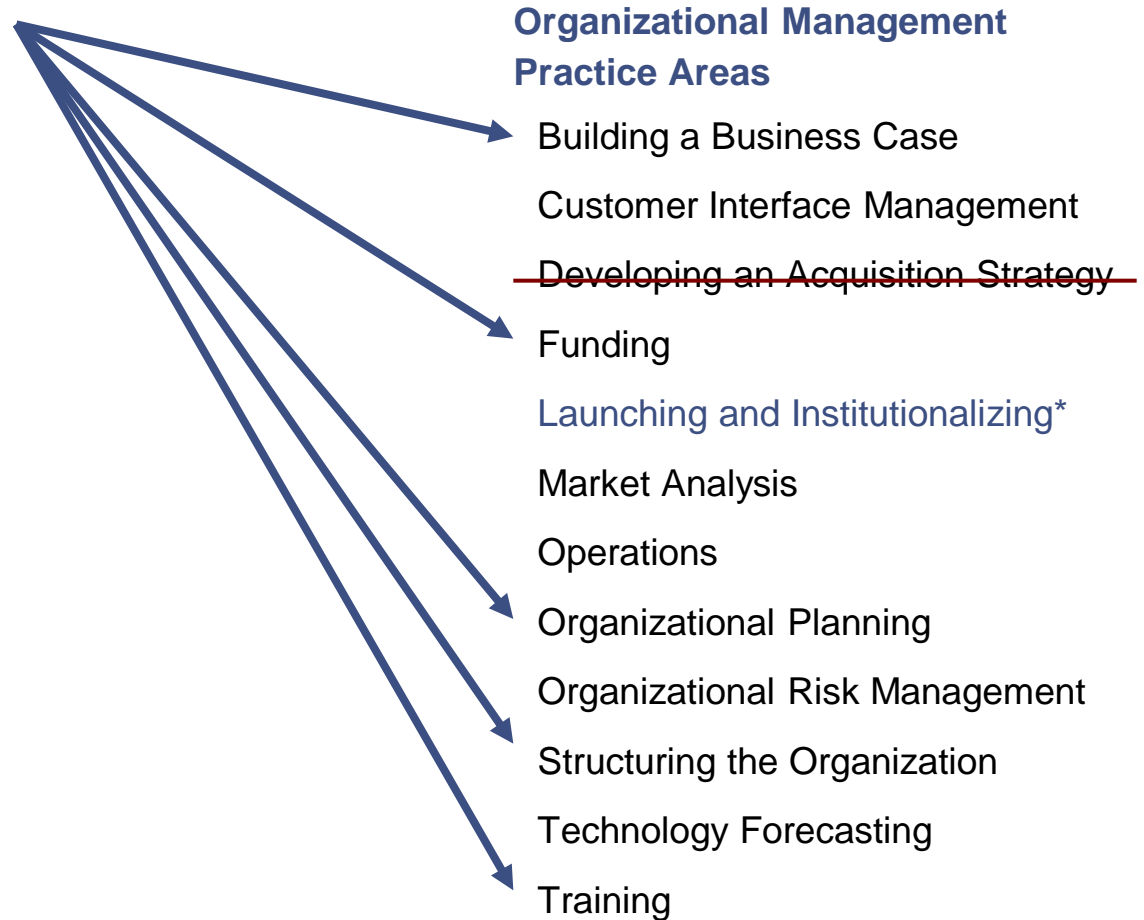 Organizational Management
Practice Areas
Building a Business Case
Customer Interface Management
Developing an Acquisition Strategy
Funding
Launching and Institutionalizing*
Market Analysis
Operations
Organizational Planning
Organizational Risk Management
Structuring the Organization
Technology Forecasting
Training